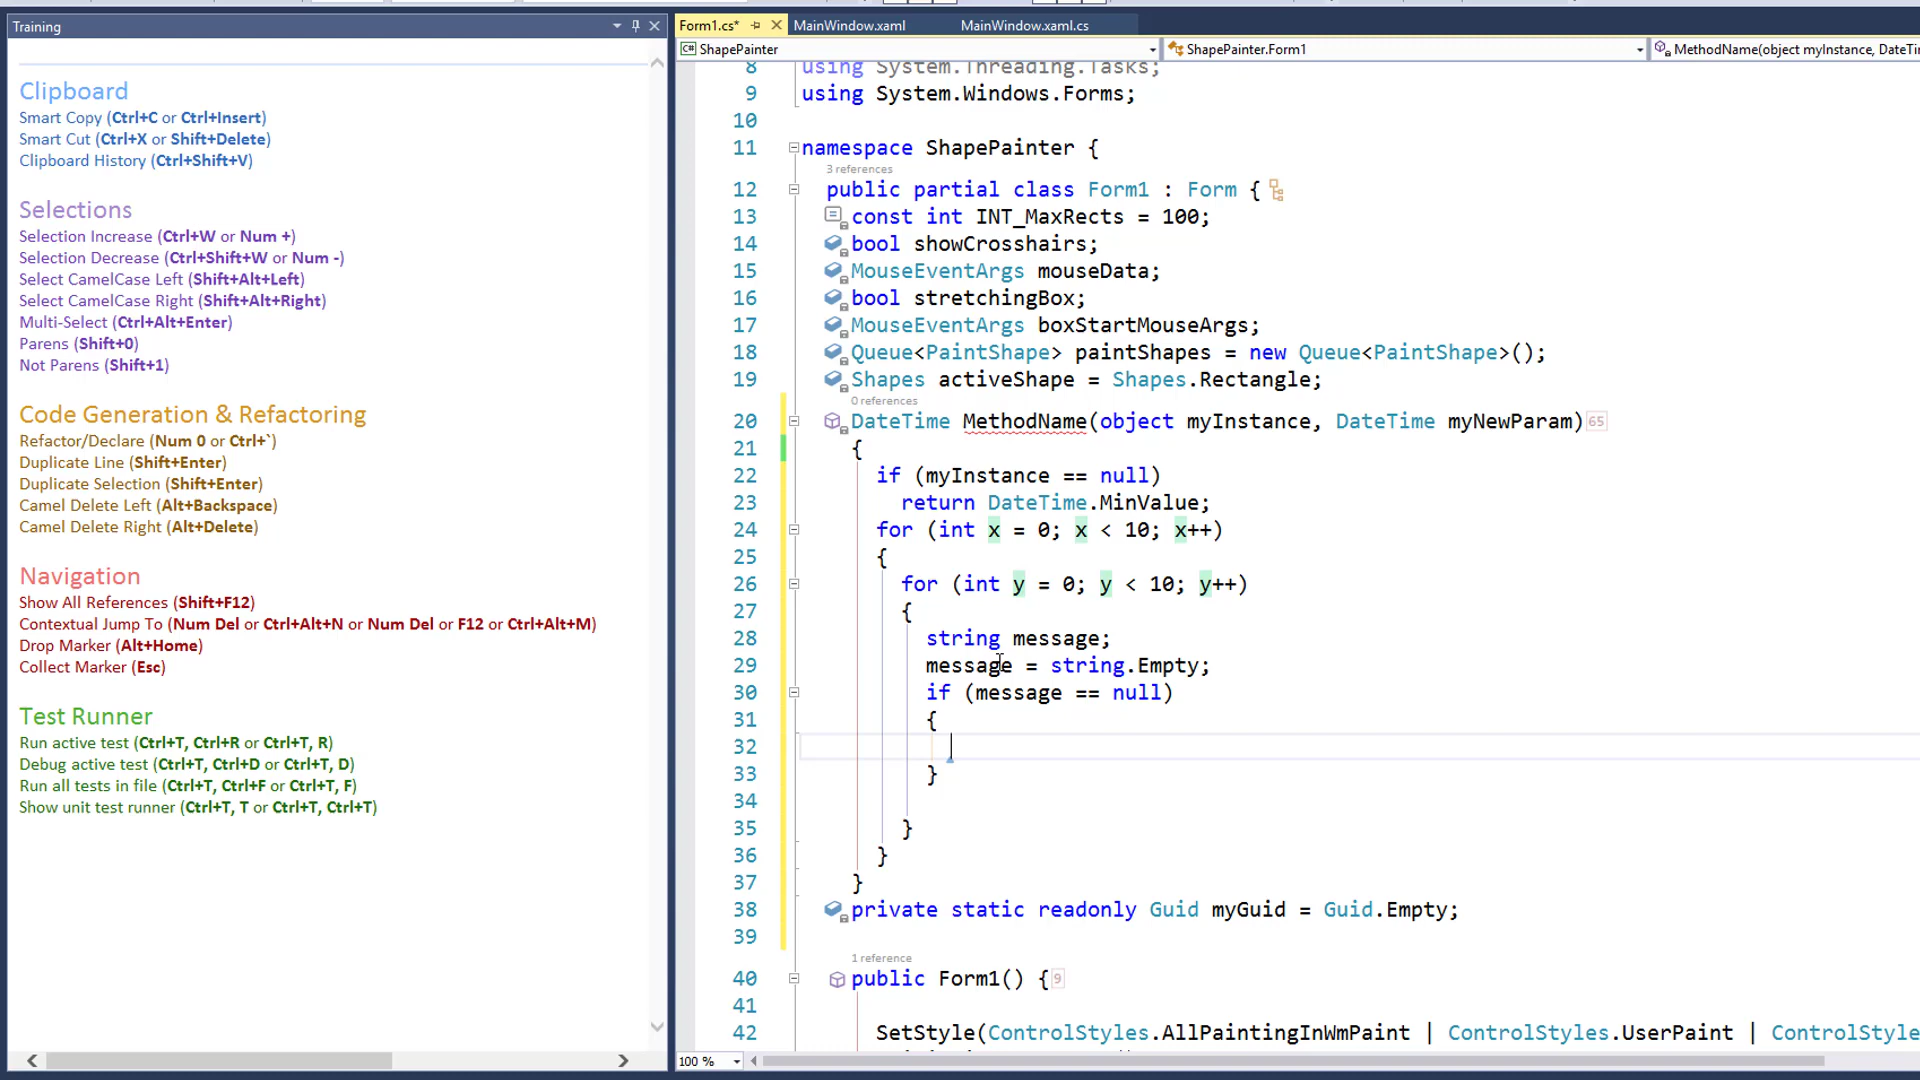 Training
Clipboard
Smart Copy (Ctrl+C or Ctrl+Insert)
Smart Cut (Ctrl+X or Shift+Delete)
Clipboard History (Ctrl+Shift+V)
Selections
Selection Increase (Ctrl+W or Num +)
Selection Decrease (Ctrl+Shift+W or Num -)
Select CamelCase Left (Shift+Alt+Left)
Select CamelCase Right (Shift+Alt+Right)
Multi-Select (Ctrl+Alt+Enter)
Parens (Shift+0)
Not Parens (Shift+1)
Code Generation & Refactoring
Refactor/Declare (Num 0 or Ctrl+`)
Duplicate Line (Shift+Enter)
Duplicate Selection (Shift+Enter)
Camel Delete Left (Alt+Backspace)
Camel Delete Right (Alt+Delete)
Navigation
Show All References (Shift+F12)
Contextual Jump To (Num Del or Ctrl+Alt+N or Num Del or F12 or Ctrl+Alt+M)
Drop Marker (Alt+Home)
Collect Marker (Esc)
Test Runner
Run active test (Ctrl+T, Ctrl+R or Ctrl+T, R)
Debug active test (Ctrl+T, Ctrl+D or Ctrl+T, D)
Run all tests in file (Ctrl+T, Ctrl+F or Ctrl+T, F)
Show unit test runner (Ctrl+T, T or Ctrl+T, Ctrl+T)
Form1.cs* MainWindow.xaml MainWindow.xaml.cs
C# ShapePainter ShapePainter.Form1 MethodName(object myInstance, DateTi
8 using System.Threading.Tasks;
9 using System.Windows.Forms;
10
11 namespace ShapePainter {
3 references
12 public partial class Form1 : Form {
13 const int INT_MaxRects = 100;
14 bool showCrosshairs;
15 MouseEventArgs mouseData;
16 bool stretchingBox;
17 MouseEventArgs boxStartMouseArgs;
18 Queue<PaintShape> paintShapes = new Queue<PaintShape>();
19 Shapes activeShape = Shapes.Rectangle;
0 references
20 DateTime MethodName(object myInstance, DateTime myNewParam) 65
21 {
22 if (myInstance == null)
23 return DateTime.MinValue;
24 for (int x = 0; x < 10; x++)
25 {
26 for (int y = 0; y < 10; y++)
27 {
28 string message;
29 message = string.Empty;
30 if (message == null)
31 {
32
33 }
34
35 }
36 }
37 }
38 private static readonly Guid myGuid = Guid.Empty;
39
1 reference
40 public Form1() { 9
41
42 SetStyle(ControlStyles.AllPaintingInWmPaint | ControlStyles.UserPaint | ControlStyles
100 %